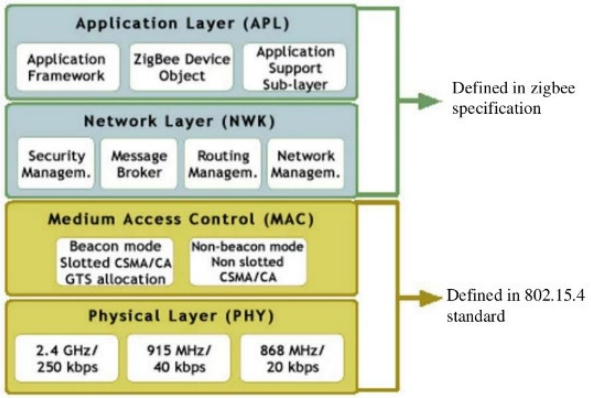 Application Layer (APL)
Application
Framework
ZigBee Device
Object
Application
Support
Sub-layer
Defined in zigbee
specification
Network Layer (NWK)
Security
Managem.
Message
Broker
Routing
Managem.
Network
Managem.
Medium Access Control (MAC)
Beacon mode
Slotted CSMA/CA
GTS allocation
Non-beacon mode
Non slotted
CSMA/CA
Defined in 802.15.4
standard
Physical Layer (PHY)
2.4 GHz/
250 kbps
915 MHz/
40 kbps
868 MHz/
20 kbps